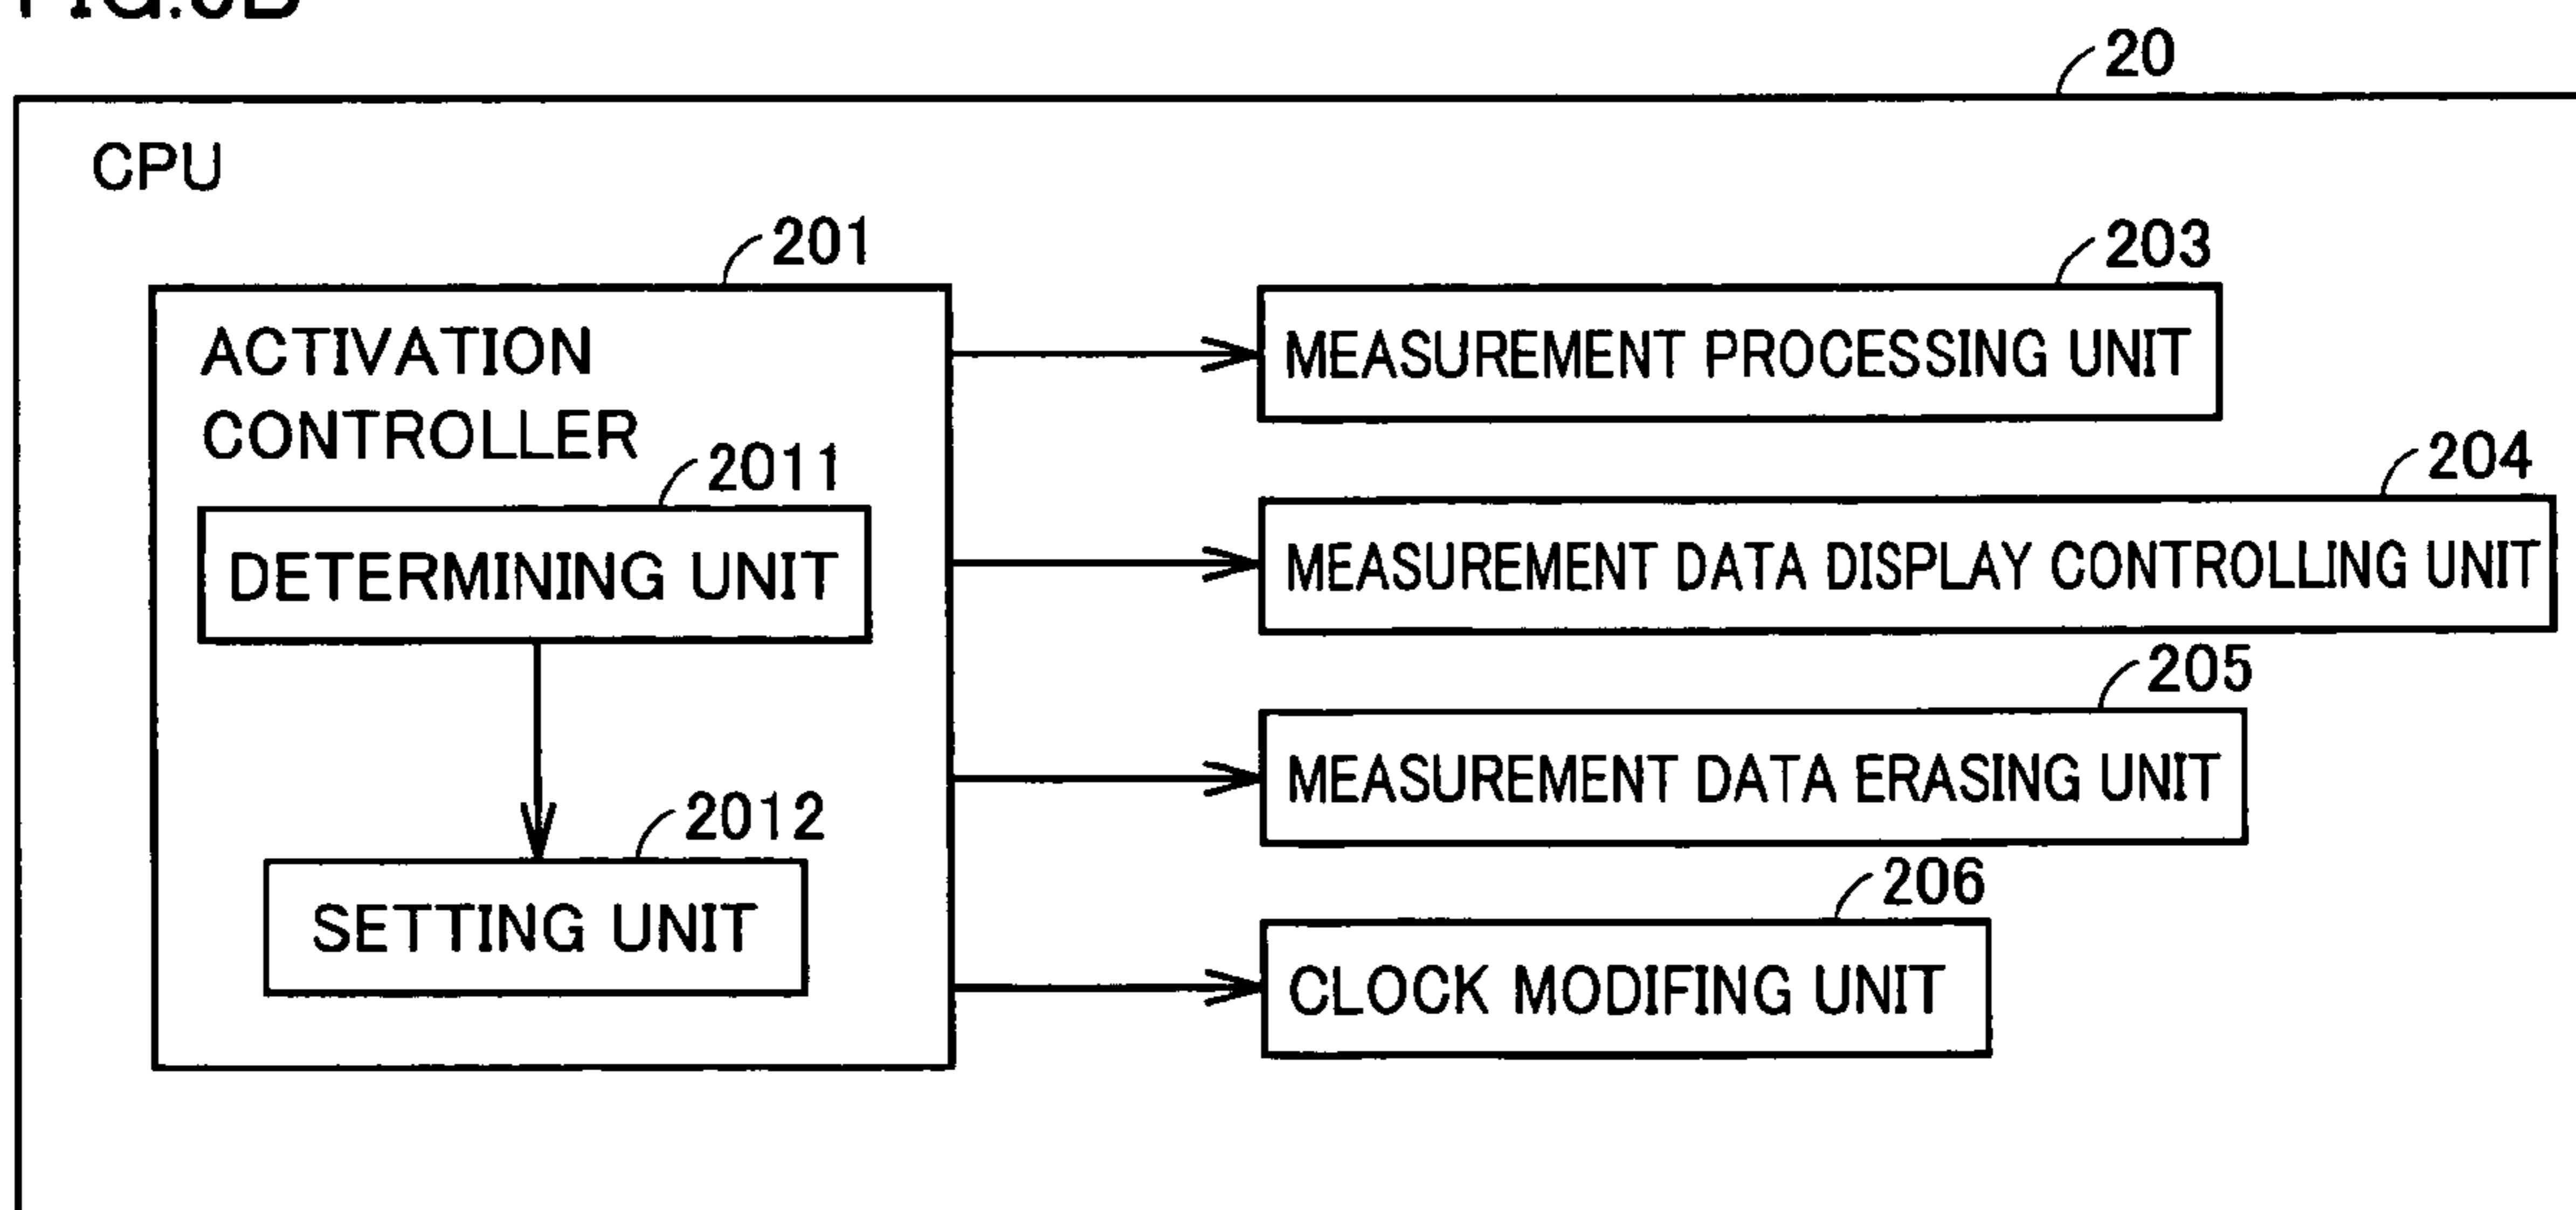 20
CPU
201
ACTIVATION
CONTROLLER
2011
DETERMINING UNIT
2012
SETTING UNIT
203
MEASUREMENT PROCESSING UNIT
204
MEASUREMENT DATA DISPLAY CONTROLLING UNIT
205
MEASUREMENT DATA ERASING UNIT
206
CLOCK MODIFING UNIT